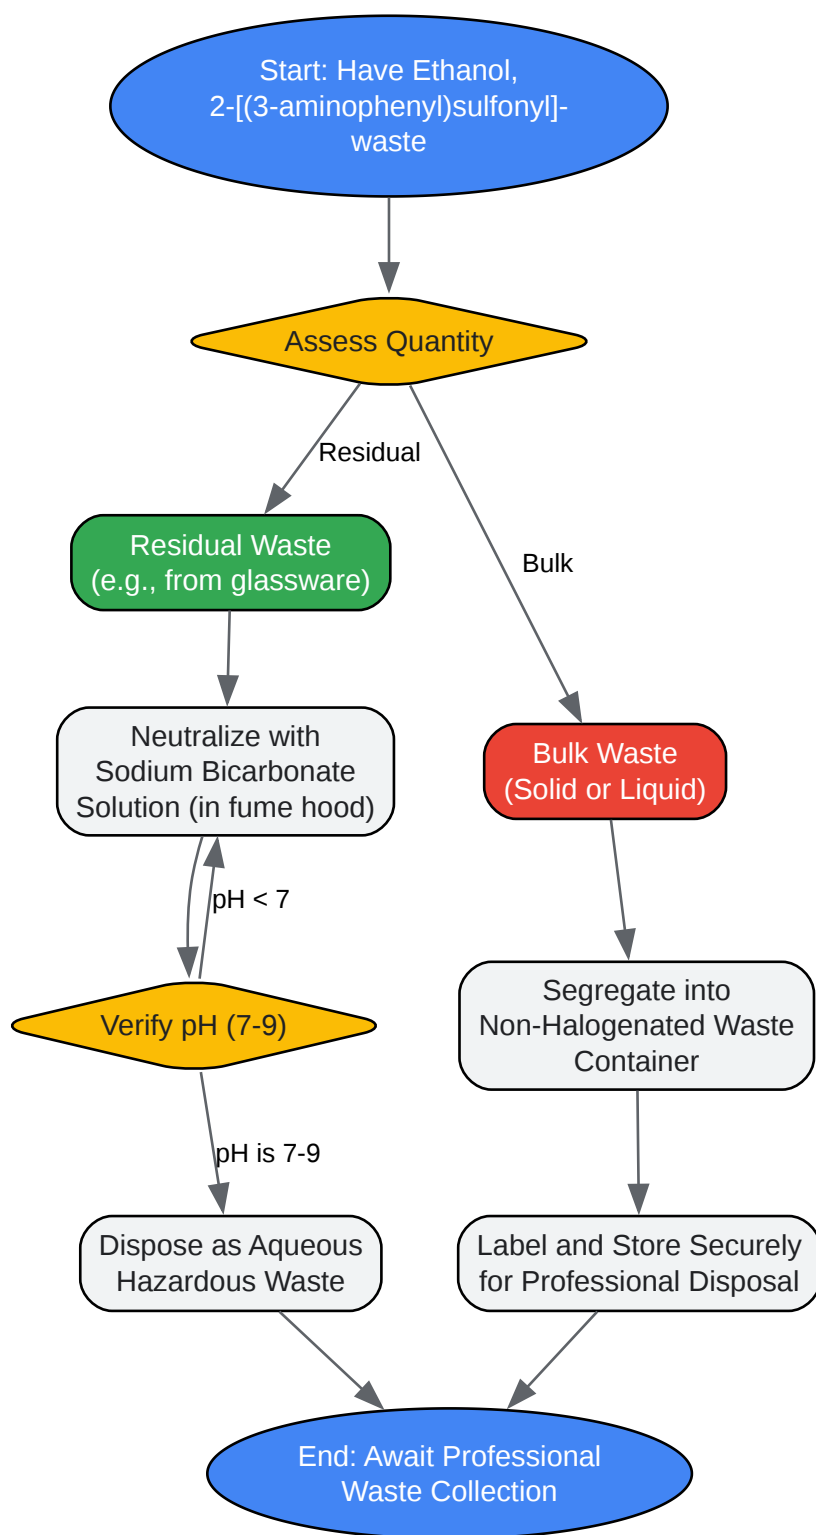 Start: Have Ethanol,
2-[(3-aminophenyl)sulfonyl]-
waste
Assess Quantity
Residual
Residual Waste
(e.g., from glassware)
Bulk
Neutralize with
Sodium Bicarbonate
Solution (in fume hood)
Bulk Waste
(Solid or Liquid)
pH < 7
Verify pH (7-9)
Segregate into
Non-Halogenated Waste
Container
pH is 7-9
Dispose as Aqueous
Hazardous Waste
Label and Store Securely
for Professional Disposal
End: Await Professional
Waste Collection